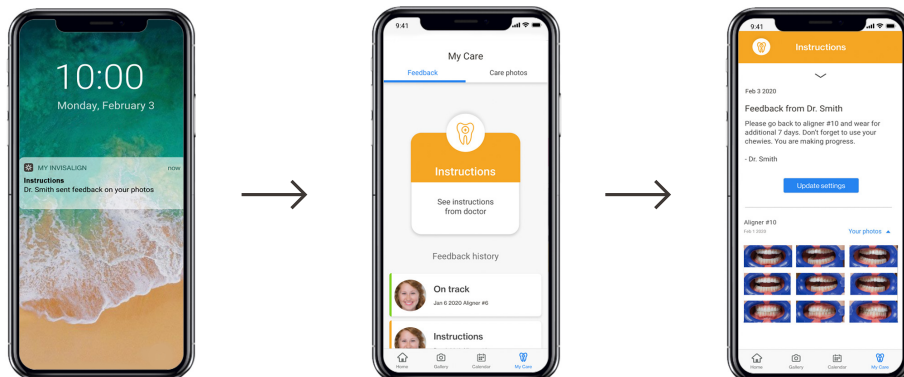 10:00
Monday, February 3
MY INVISALIGN now
Instructions
Dr. Smith sent feedback on your photos
9:41
My Care
Feedback Care photos
Instructions
See instructions
from doctor
Feedback history
On track
Jan 6 2020 Aligner #6
Instructions
Home Gallery Calendar My Care
9:41
Instructions
Feb 3 2020
Feedback from Dr. Smith
Please go back to aligner #10 and wear for
additional 7 days. Don't forget to use your
chewies. You are making progress.
- Dr. Smith
Update settings
Aligner #10
Feb 1 2020 Your photos
Home Gallery Calendar My Care